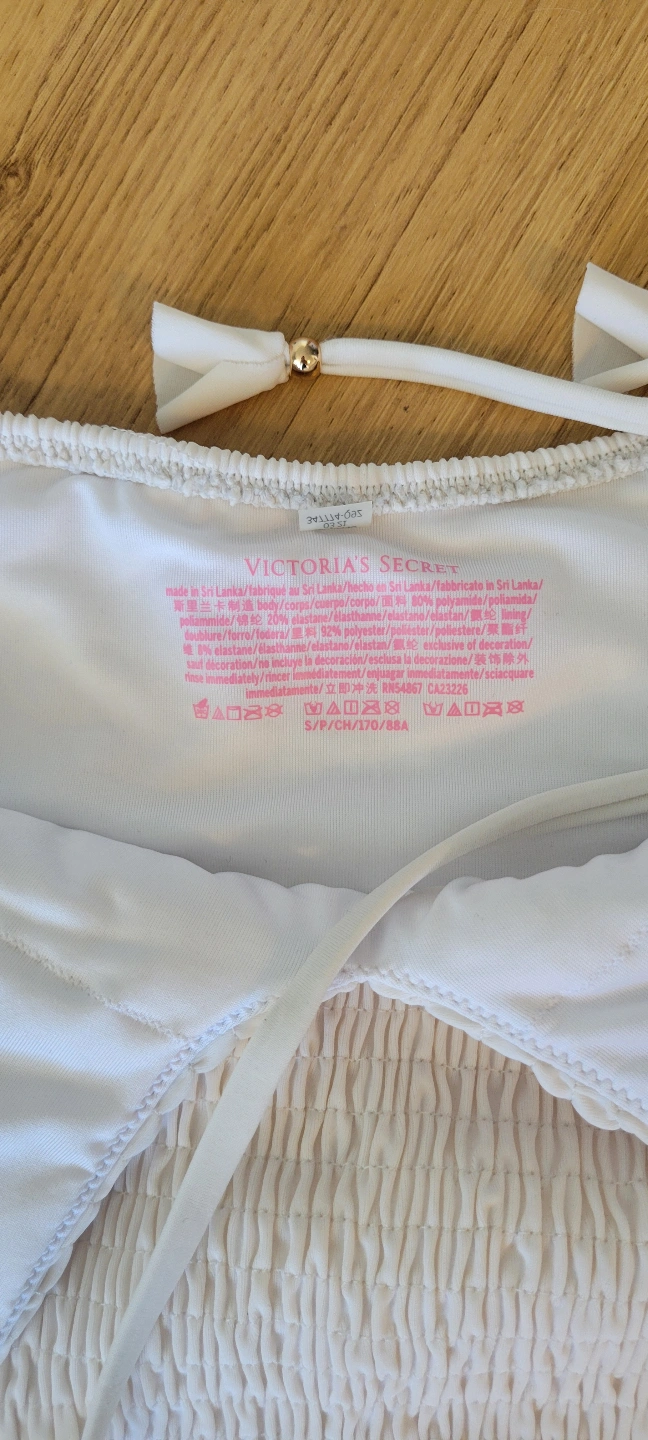 347774-092
03 21
VICTORIA'S SECRET
made in Sri Lanka/fabriqué au Sri Lanka/hecho en Sri Lanka/fabbricato in Sri Lanka/
斯里兰卡制造 body/corps/cuerpo/corpo/面料 80% polyamide/poliamida/
poliammide/锦纶 20% elastane/élasthanne/elastano/elastan/氨纶 lining/
doublure/forro/fodera/里料 92% polyester/poliéster/poliestere/聚酯纤
维 8% elastane/élasthanne/elastano/elastan/氨纶 exclusive of decoration/
sauf décoration/no incluye la decoración/esclusa la decorazione/装饰除外
rinse immediately/rincer immédiatement/enjuagar immediatamente/sciacquare
immediatamente/立即冲洗 RN54867 CA23226
S/P/CH/170/88A